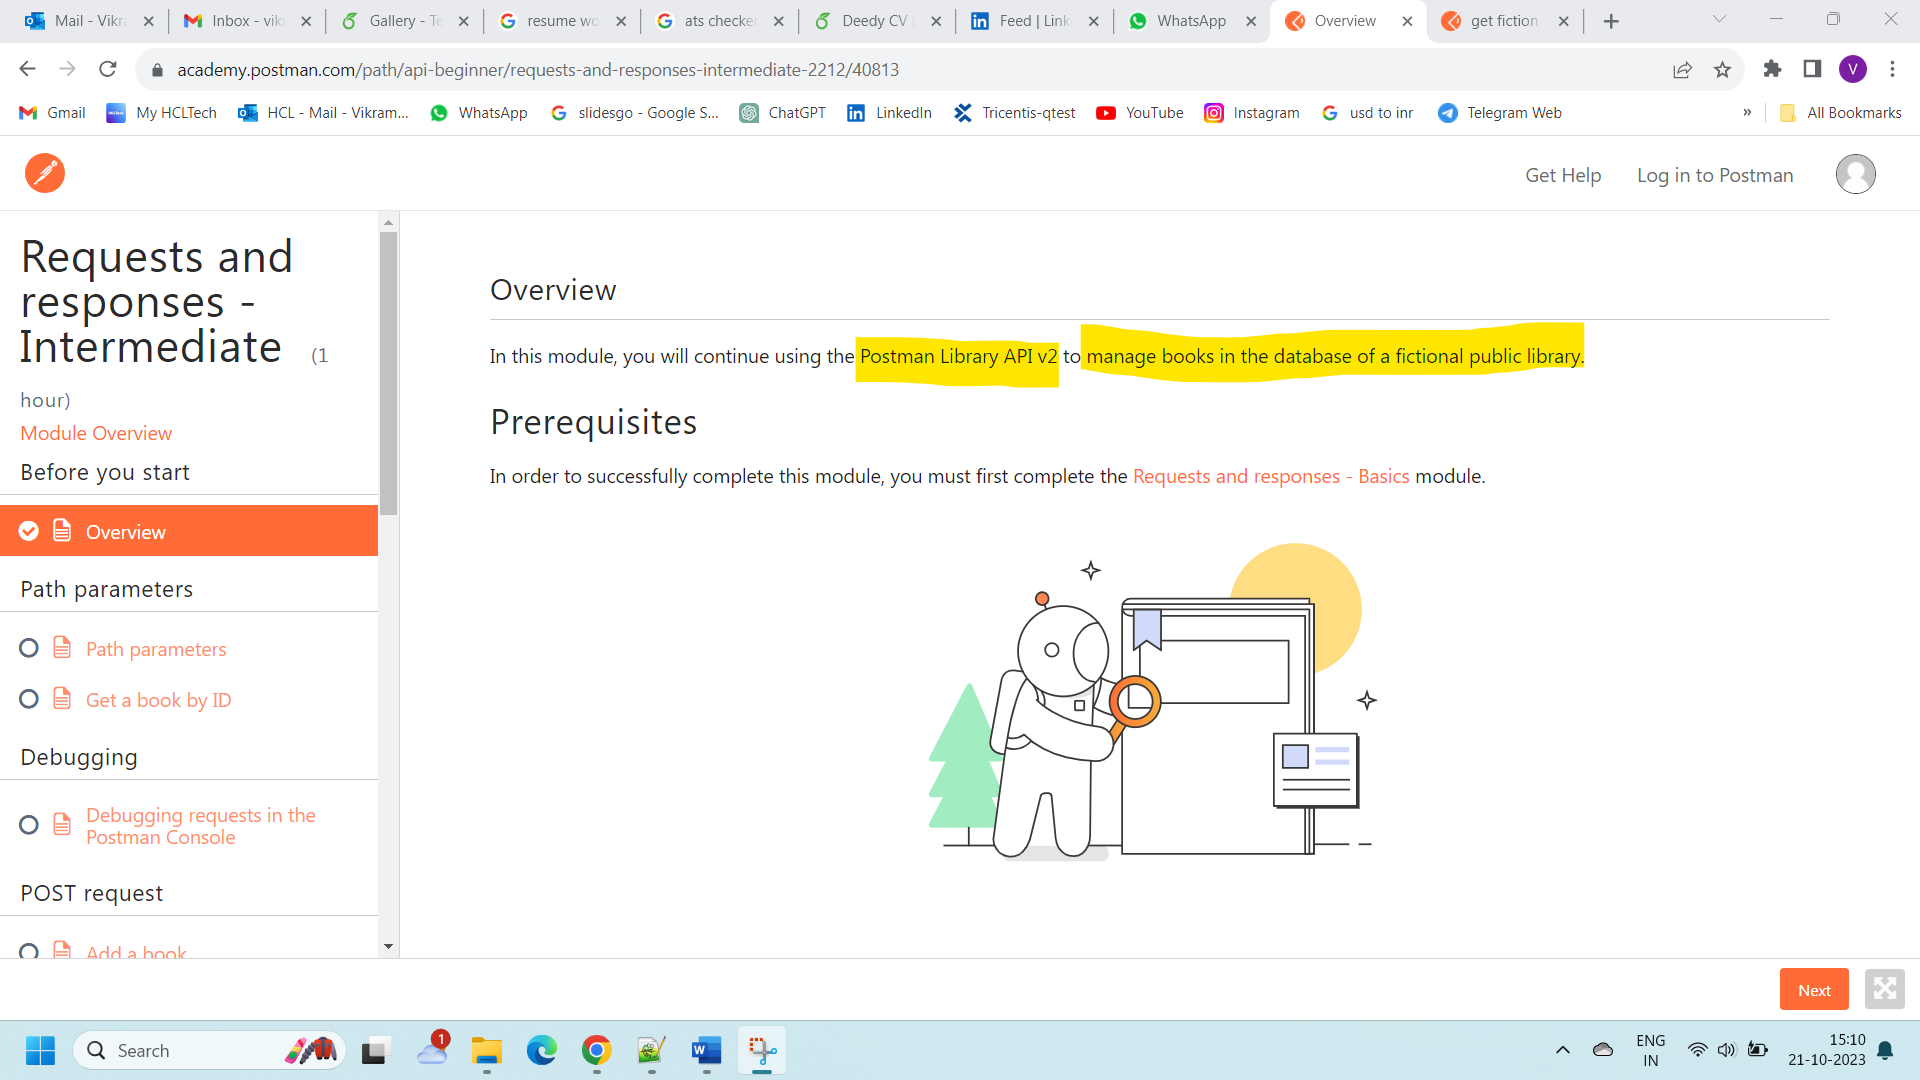 Mail - Vikra
Inbox - vik
Gallery - Te
resume wo
ats checke
Deedy CV
Feed | Link
WhatsApp
Overview
get fiction
academy.postman.com/path/api-beginner/requests-and-responses-intermediate-2212/40813
V
Gmail
My HCLTech
HCL - Mail - Vikram...
WhatsApp
slidesgo - Google S...
ChatGPT
LinkedIn
Tricentis-qtest
YouTube
Instagram
usd to inr
Telegram Web
»
All Bookmarks
Get Help
Log in to Postman
Requests and
responses -
Intermediate (1
hour)
Module Overview
Before you start
Overview
Path parameters
Path parameters
Get a book by ID
Debugging
Debugging requests in the
Postman Console
POST request
Add a book
Overview
In this module, you will continue using the Postman Library API v2 to manage books in the database of a fictional public library.
Prerequisites
In order to successfully complete this module, you must first complete the Requests and responses - Basics module.
Next
Search
1
ENG
IN
15:10
21-10-2023